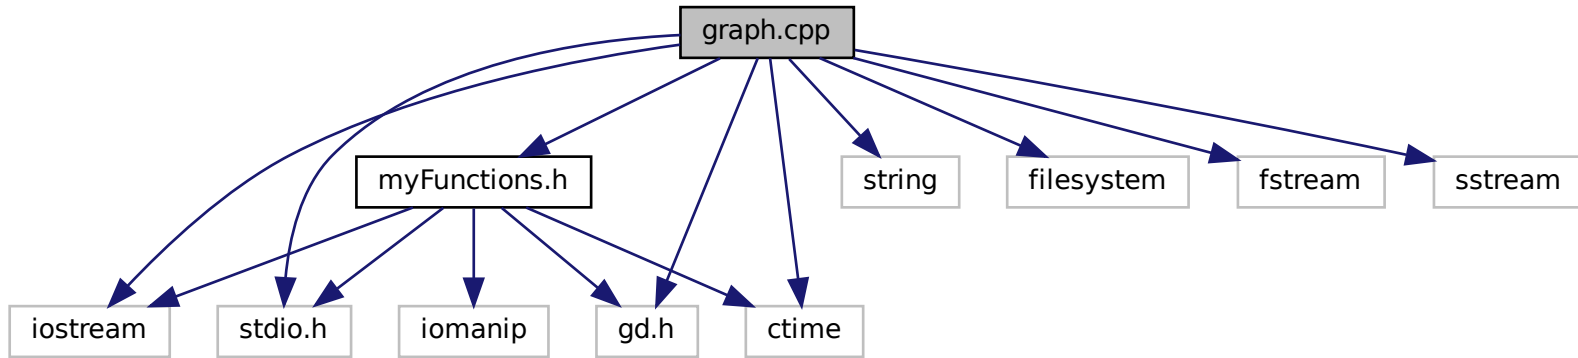 graph.cpp
myFunctions.h
string
filesystem
fstream
sstream
iostream
stdio.h
iomanip
gd.h
ctime